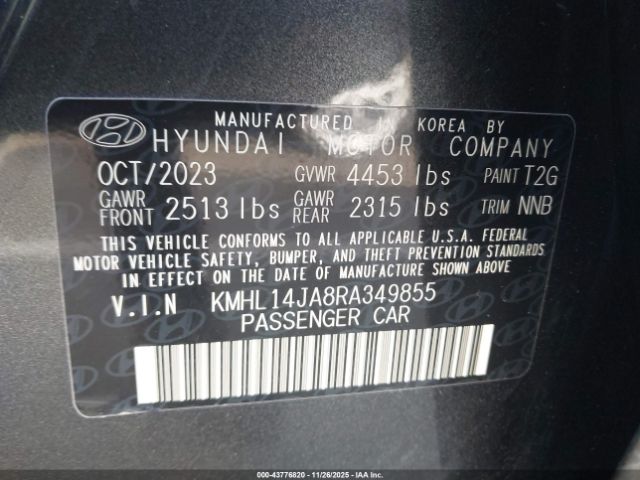 MANUFACTURED IN KOREA BY
HYUNDAI MOTOR COMPANY
OCT/2023 GVWR 4453 lbs PAINT T2G
GAWR FRONT 2513 lbs GAWR REAR 2315 lbs TRIM NNB
THIS VEHICLE CONFORMS TO ALL APPLICABLE U.S.A. FEDERAL
MOTOR VEHICLE SAFETY, BUMPER, AND THEFT PREVENTION STANDARDS
IN EFFECT ON THE DATE OF MANUFACTURE SHOWN ABOVE.
V.I.N KMHL14JA8RA349855
PASSENGER CAR
000-43776820 - 11/26/2025 - IAA, Inc.